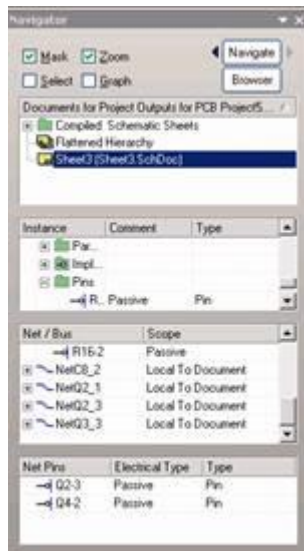 Navigator
Mask Zoom Navigate
Select Graph Browser
Documents for Project Outputs for PCB Project5...
Compiled Schematic Sheets
Flattened Hierarchy
Sheet3 (Sheet3.SchDoc)
Instance Comment Type
Par...
Impl...
Pins
R.. Passive Pin
Net / Bus Scope
R16-2 Passive
NetC8_2 Local To Document
NetQ2_1 Local To Document
NetQ2_3 Local To Document
NetQ3_3 Local To Document
Net Pins Electrical Type Type
Q2-3 Passive Pin
Q4-2 Passive Pin